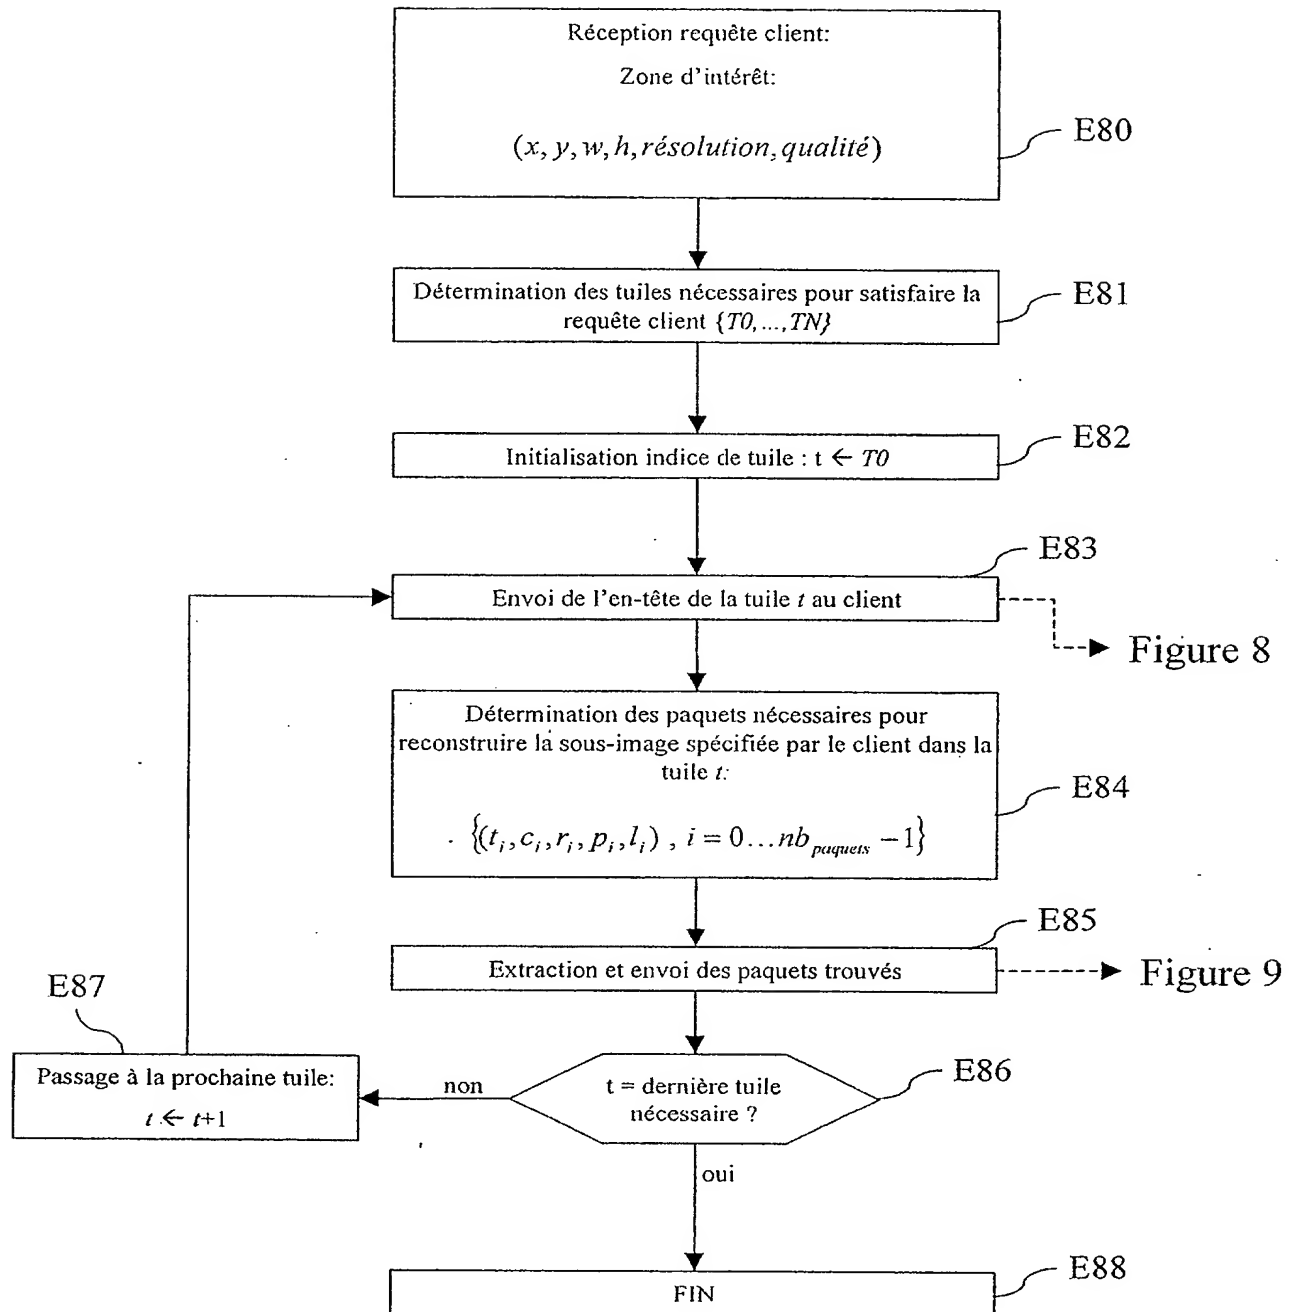 Réception requête client:
Zone d'intérêt:
(x, y, w, h, résolution, qualité)
E80
Détermination des tuiles nécessaires pour satisfaire la
requête client {T0,...,TN}
E81
Initialisation indice de tuile : t ← T0
E82
E83
Envoi de l'en-tête de la tuile t au client
Figure 8
Détermination des paquets nécessaires pour
reconstruire la sous-image spécifiée par le client dans la
tuile t:
{(t_i, c_i, r_i, p_i, l_i) , i = 0...nb_paquets − 1}
E84
E85
Extraction et envoi des paquets trouvés
Figure 9
E87
Passage à la prochaine tuile:
t ← t+1
non
t = dernière tuile
nécessaire ?
E86
oui
E88
FIN